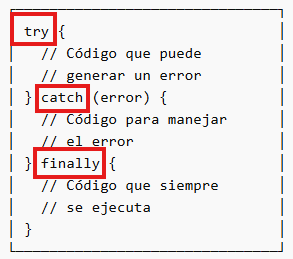 try {
// Código que puede
// generar un error
} catch (error) {
// Código para manejar
// el error
} finally {
// Código que siempre
// se ejecuta
}